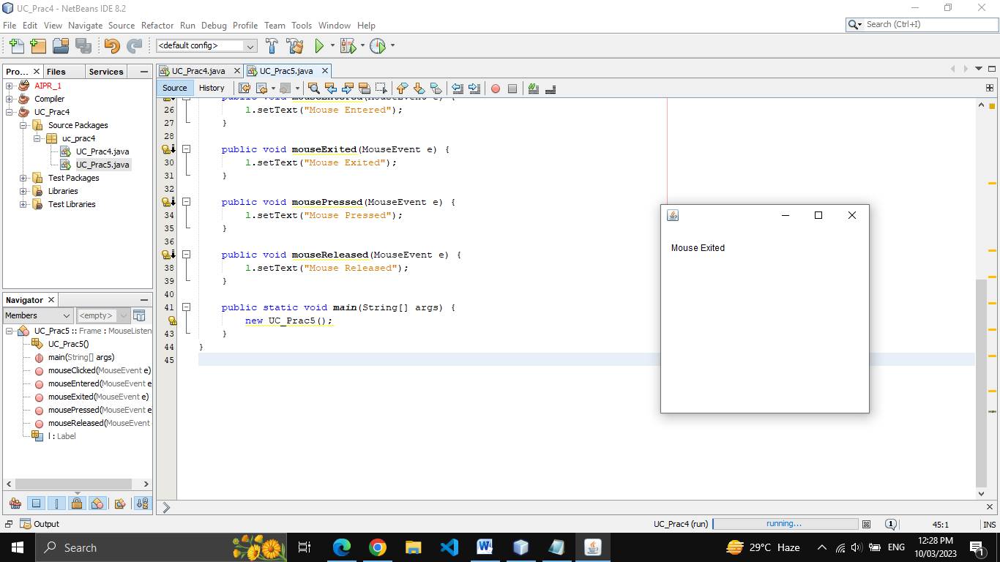 UC_Prac4 - NetBeans IDE 8.2
File Edit View Navigate Source Refactor Run Debug Profile Team Tools Window Help
Search (Ctrl+I)
<default config>
Pro... Files Services
AIPR_1
Compiler
UC_Prac4
Source Packages
uc_prac4
UC_Prac4.java
UC_Prac5.java
Test Packages
Libraries
Test Libraries
Navigator
Members <empty>
UC_Prac5 :: Frame : MouseListen
UC_Prac5()
main(String[] args)
mouseClicked(MouseEvent e)
mouseEntered(MouseEvent e
mouseExited(MouseEvent e)
mousePressed(MouseEvent e
mouseReleased(MouseEvent
l : Label
UC_Prac4.java UC_Prac5.java
Source History
public void mouseEntered(MouseEvent e) {
26 l.setText("Mouse Entered");
27 }
28
public void mouseExited(MouseEvent e) {
30 l.setText("Mouse Exited");
31 }
32
public void mousePressed(MouseEvent e) {
34 l.setText("Mouse Pressed");
35 }
36
public void mouseReleased(MouseEvent e) {
38 l.setText("Mouse Released");
39 }
40
41 public static void main(String[] args) {
new UC_Prac5();
43 }
44 }
45
Mouse Exited
Output
UC_Prac4 (run) running... 1 45:1 INS
Search
29°C Haze
ENG
12:28 PM
10/03/2023
1